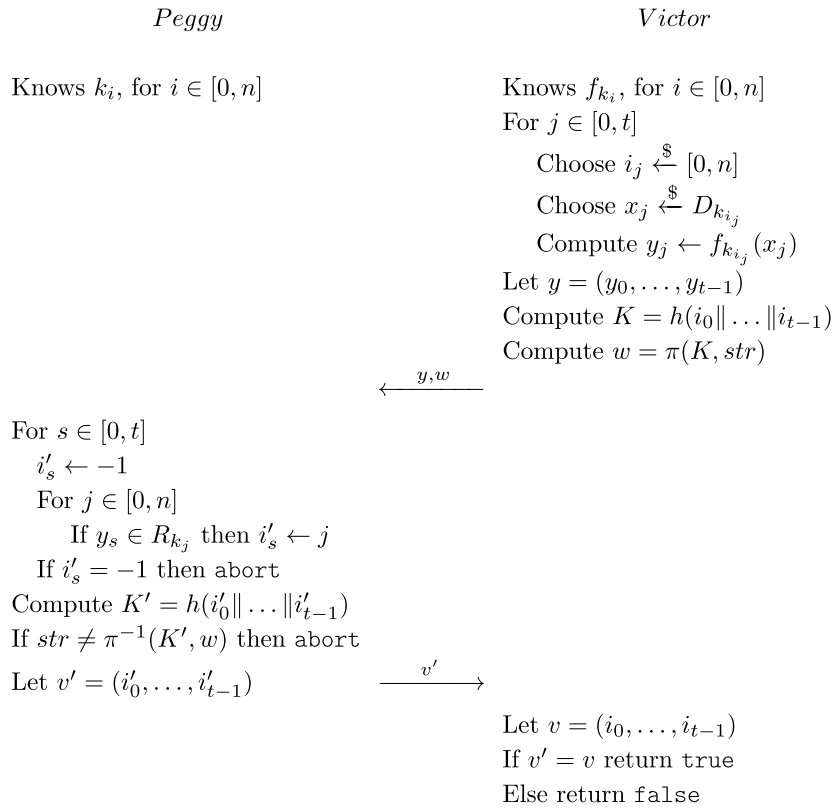 Peggy Victor
Knows k_i, for i ∈ [0, n] Knows f_{k_i}, for i ∈ [0, n]
For j ∈ [0, t]
Choose i_j ←$ [0, n]
Choose x_j ←$ D_{k_{i_j}}
Compute y_j ← f_{k_{i_j}}(x_j)
Let y = (y_0, . . . , y_{t−1})
Compute K = h(i_0‖ . . . ‖i_{t−1})
Compute w = π(K, str)
y,w
For s ∈ [0, t]
i′_s ← −1
For j ∈ [0, n]
If y_s ∈ R_{k_j} then i′_s ← j
If i′_s = −1 then abort
Compute K′ = h(i′_0‖ . . . ‖i′_{t−1})
If str ≠ π^{−1}(K′, w) then abort
Let v′ = (i′_0, . . . , i′_{t−1}) v′
Let v = (i_0, . . . , i_{t−1})
If v′ = v return true
Else return false